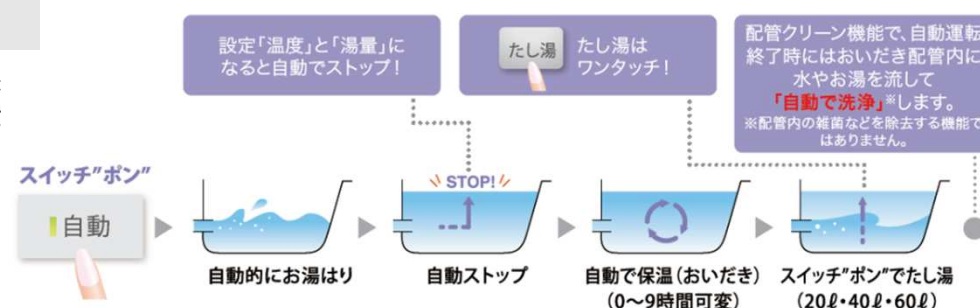 設定「温度」と「湯量」に
なると自動でストップ!
たし湯
たし湯は
ワンタッチ!
配管クリーン機能で、自動運転
終了時にはおいだき配管内に
水やお湯を流して
「自動で洗浄」※します。
※配管内の雑菌などを除去する機能で
はありません。
スイッチ"ポン"
自動
STOP!
自動的にお湯はり
自動ストップ
自動で保温(おいだき)
(0〜9時間可変)
スイッチ"ポン"でたし湯
(20ℓ・40ℓ・60ℓ)